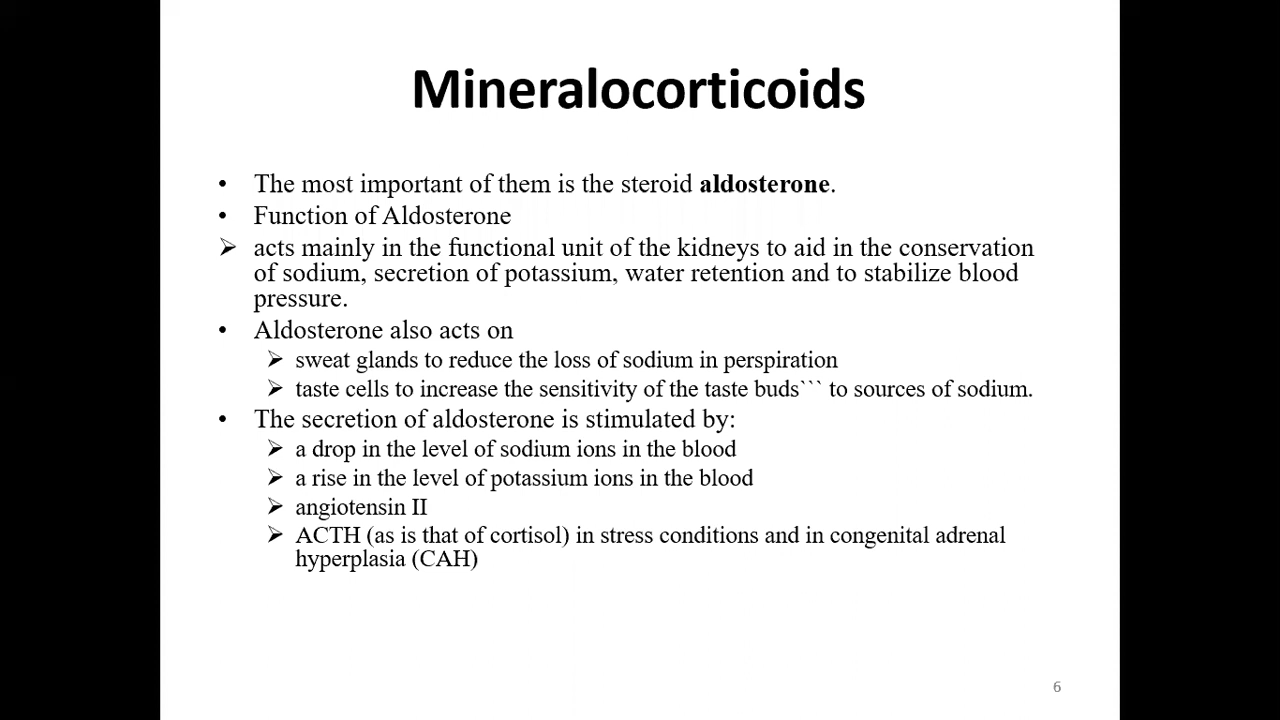 Mineralocorticoids
• The most important of them is the steroid aldosterone.
• Function of Aldosterone
➢ acts mainly in the functional unit of the kidneys to aid in the conservation
of sodium, secretion of potassium, water retention and to stabilize blood
pressure.
• Aldosterone also acts on
➢ sweat glands to reduce the loss of sodium in perspiration
➢ taste cells to increase the sensitivity of the taste buds``` to sources of sodium.
• The secretion of aldosterone is stimulated by:
➢ a drop in the level of sodium ions in the blood
➢ a rise in the level of potassium ions in the blood
➢ angiotensin II
➢ ACTH (as is that of cortisol) in stress conditions and in congenital adrenal
hyperplasia (CAH)
6